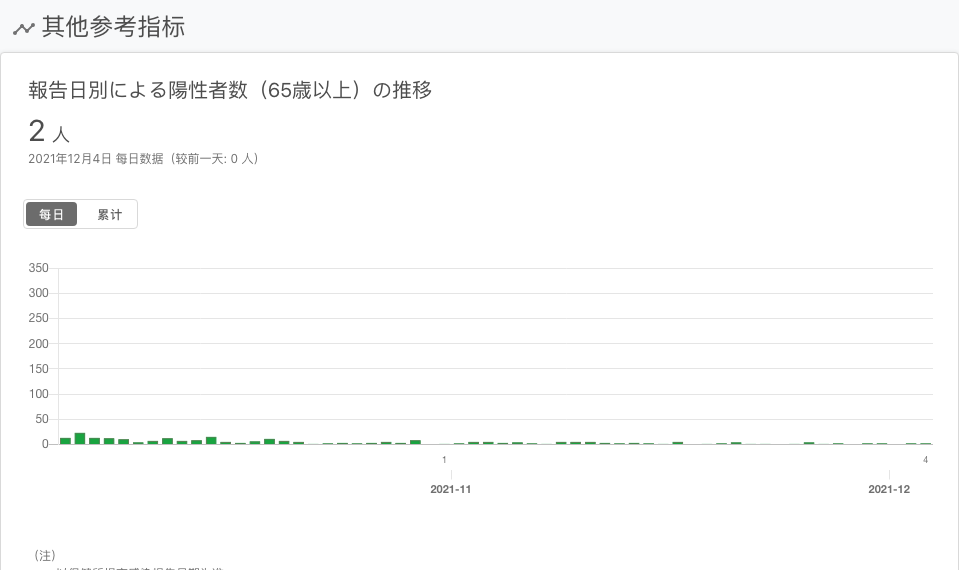 其他参考指标
報告日別による陽性者数（65歳以上）の推移
2 人
2021年12月4日 每日数据（较前一天: 0 人）
每日 累计
350
300
250
200
150
100
50
0
1 4
2021-11 2021-12
（注）